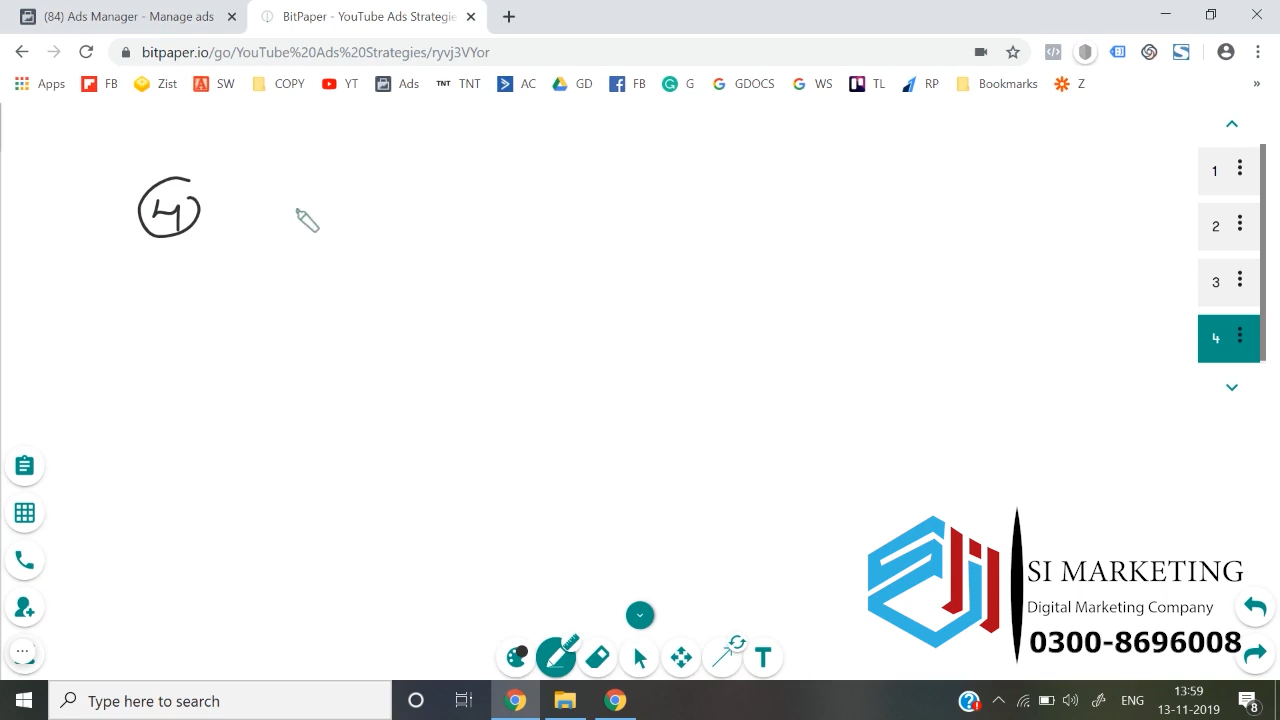 (84) Ads Manager - Manage ads
BitPaper - YouTube Ads Strategie
bitpaper.io/go/YouTube%20Ads%20Strategies/ryvj3VYor
Apps FB Zist SW COPY YT Ads TNT TNT AC GD FB G GDOCS WS TL RP Bookmarks Z »
4
1
2
3
4
SI MARKETING
Digital Marketing Company
0300-8696008
T
Type here to search
ENG
13:59
13-11-2019
8